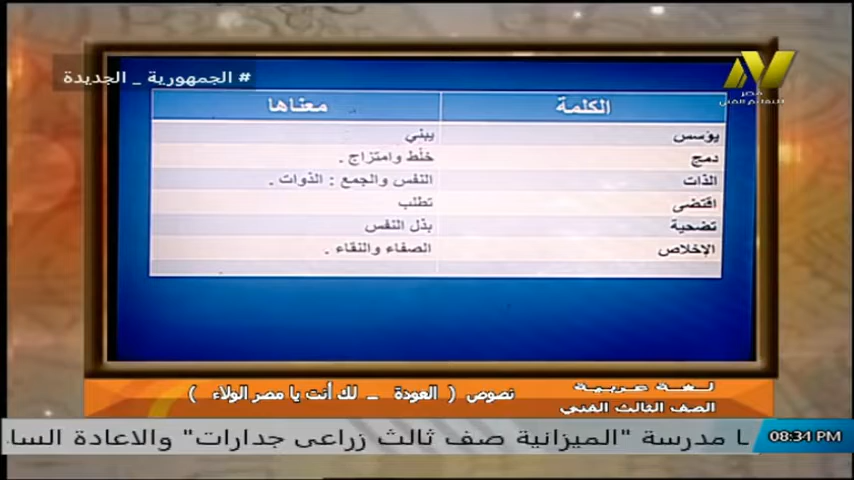 # الجمهورية _ الجديدة
مصر
الكلمة معناها
يؤسس يبني
دمج خلط وامتزاج .
الذات النفس والجمع : الذوات .
اقتضى تطلب
تضحية بذل النفس
الإخلاص الصفاء والنقاء .
لغة عربية
الصف الثالث الفني
نصوص ( العودة _ لك أنت يا مصر الولاء )
ـا مدرسة "الميزانية صف ثالث زراعى جدارات" والاعادة السا
08:34 PM